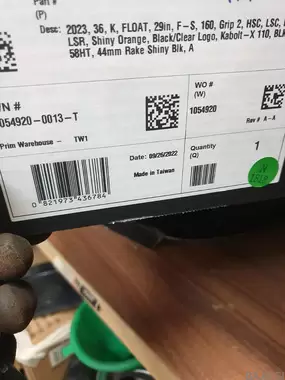 Part #
(P)
Desc: 2023, 36, K, FLOAT, 29in, F-S, 160, Grip 2, HSC, LSC,
LSR, Shiny Orange, Black/Clear Logo, Kabolt-X 110, BLK
58HT, 44mm Rake Shiny Blk, A
/N #
054920-0013-T
WO #
(W)
1054920
Rev # A - A
Prim Warehouse - TW1
Date: 09/26/2022
Made in Taiwan
Quantity
(Q)
1
0 821973 436784